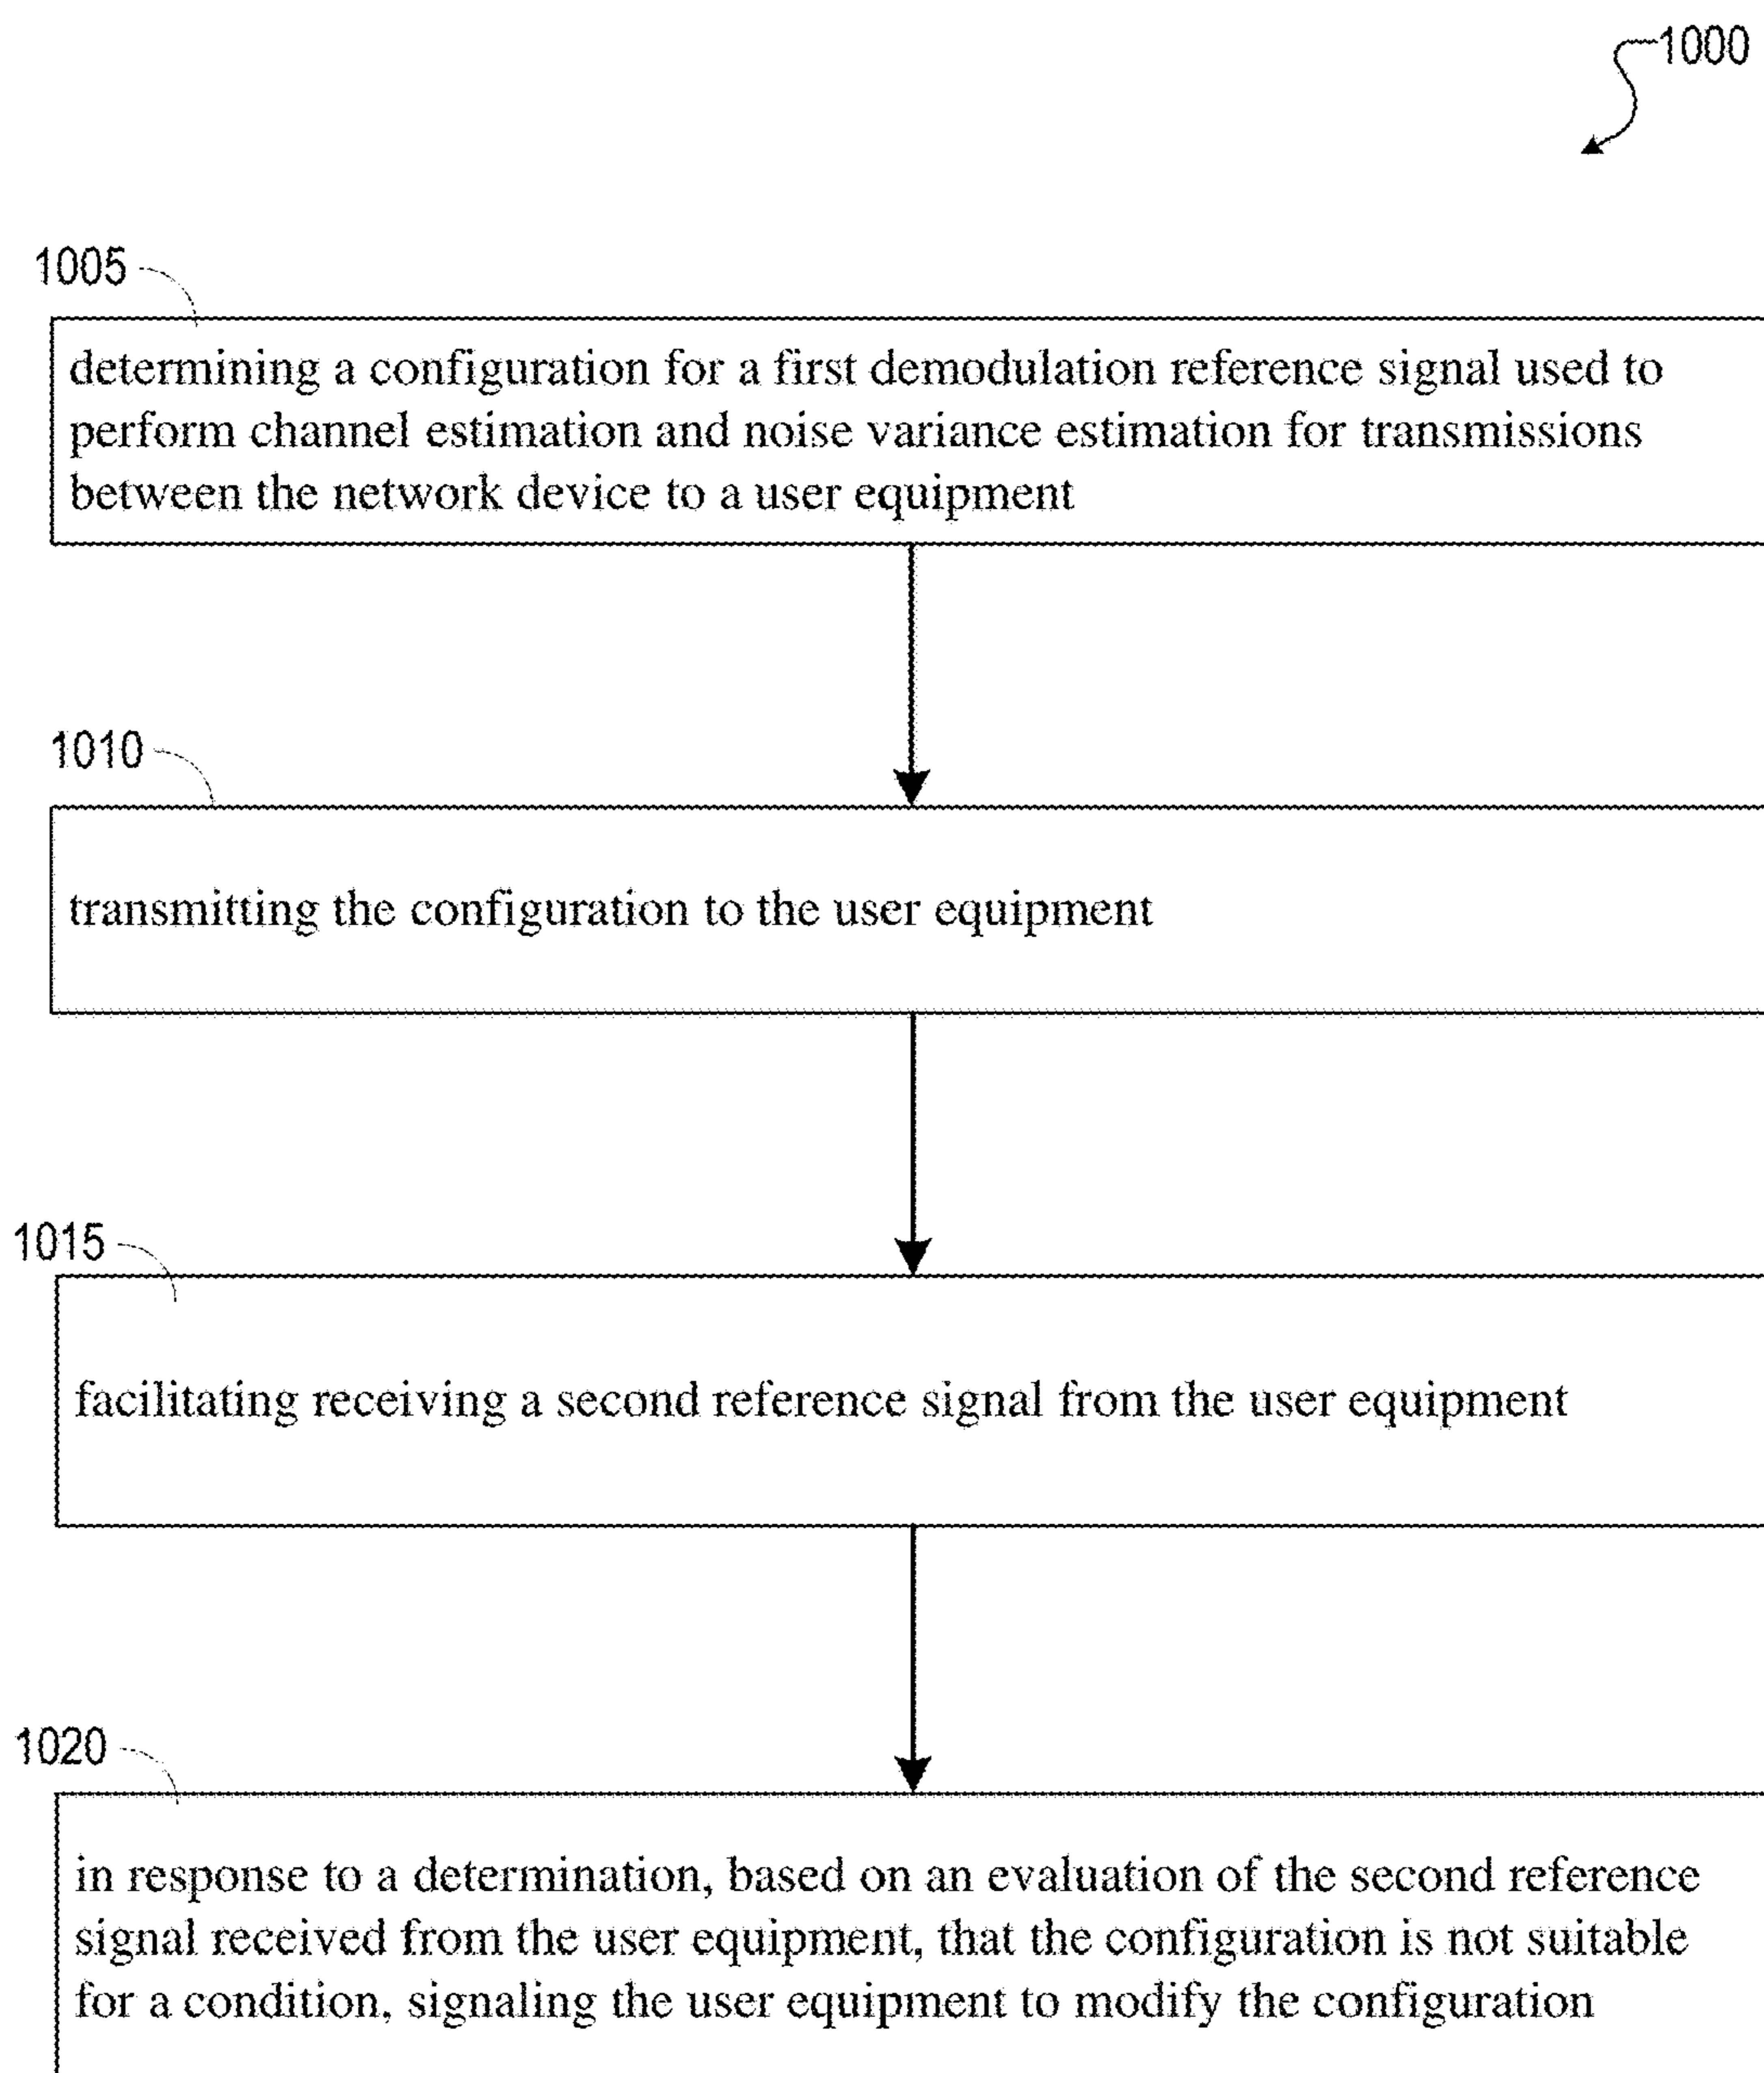 1000
1005
determining a configuration for a first demodulation reference signal used to
perform channel estimation and noise variance estimation for transmissions
between the network device to a user equipment
1010
transmitting the configuration to the user equipment
1015
facilitating receiving a second reference signal from the user equipment
1020
in response to a determination, based on an evaluation of the second reference
signal received from the user equipment, that the configuration is not suitable
for a condition, signaling the user equipment to modify the configuration